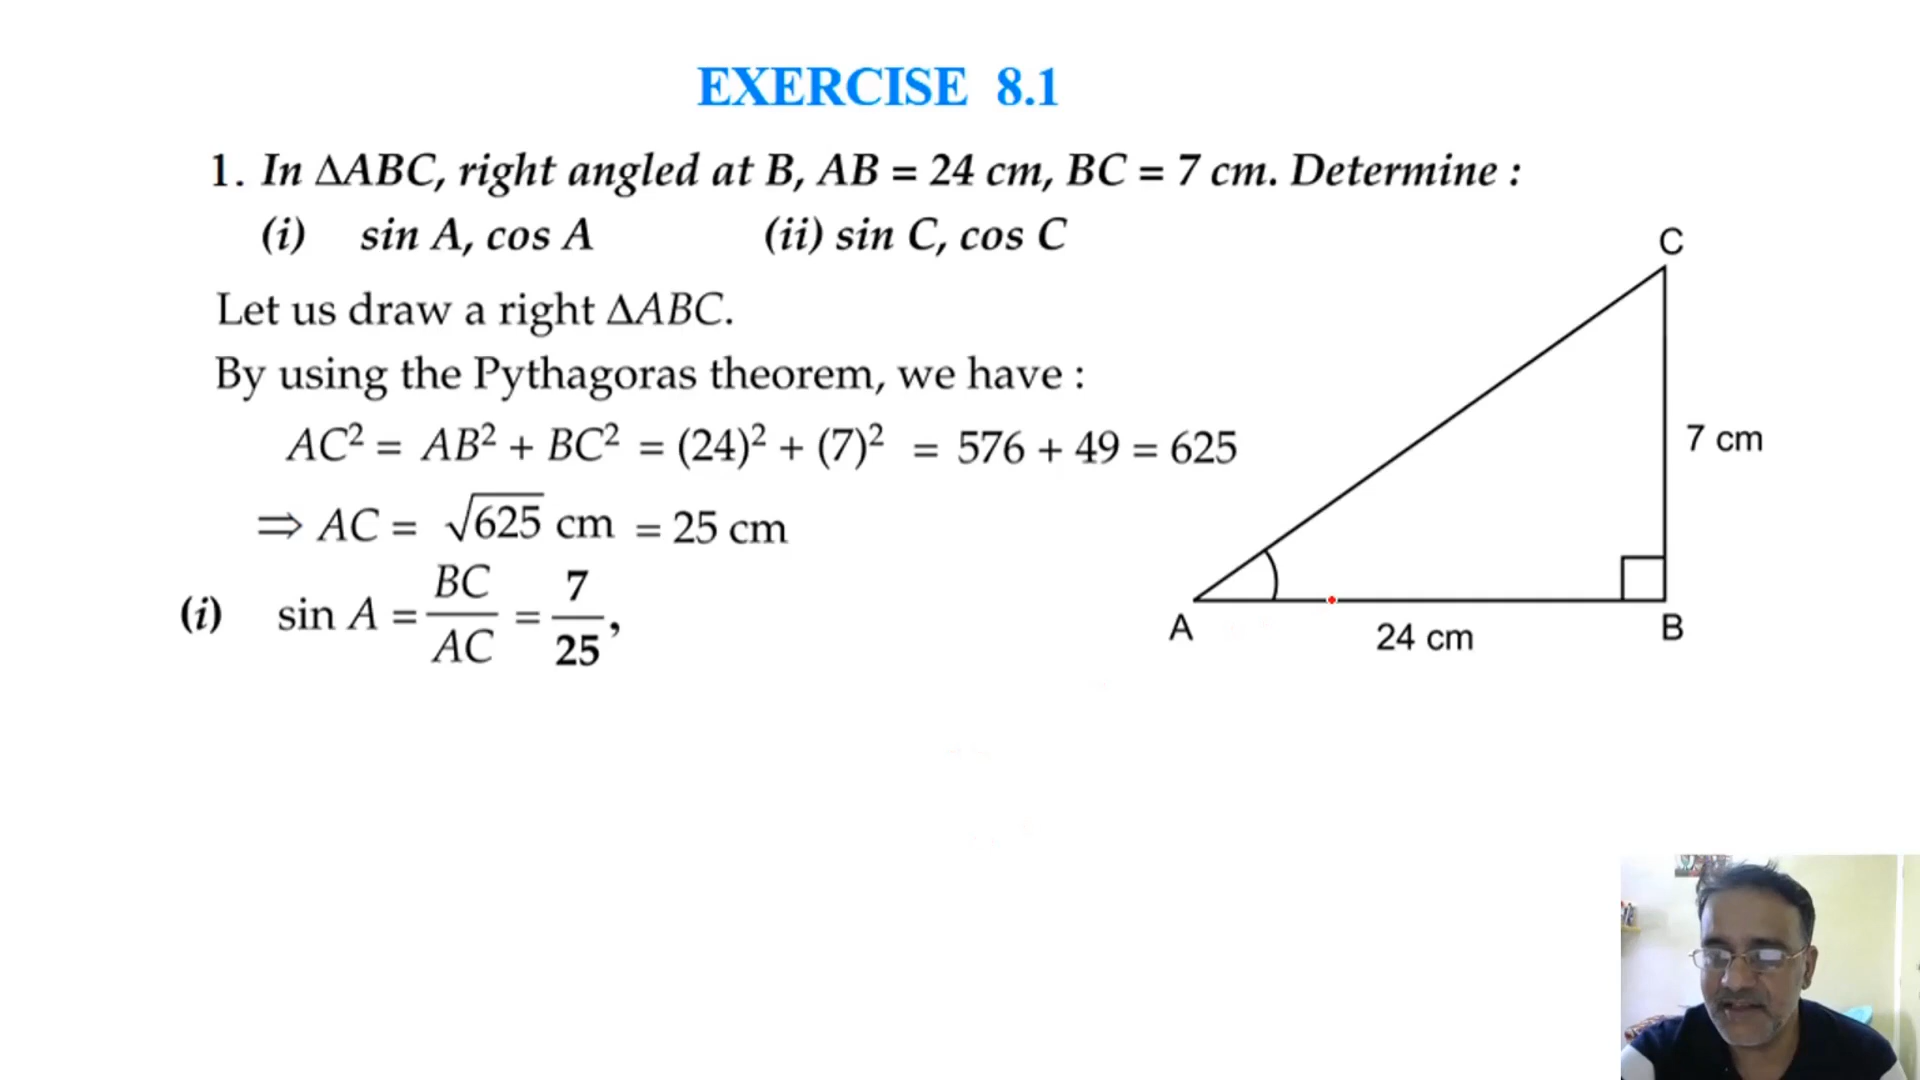 EXERCISE 8.1
1. In ΔABC, right angled at B, AB = 24 cm, BC = 7 cm. Determine :
(i) sin A, cos A (ii) sin C, cos C
Let us draw a right ΔABC.
By using the Pythagoras theorem, we have :
AC² = AB² + BC² = (24)² + (7)² = 576 + 49 = 625
⇒ AC = √625 cm = 25 cm
(i) sin A = BC/AC = 7/25,
C
7 cm
A
24 cm
B